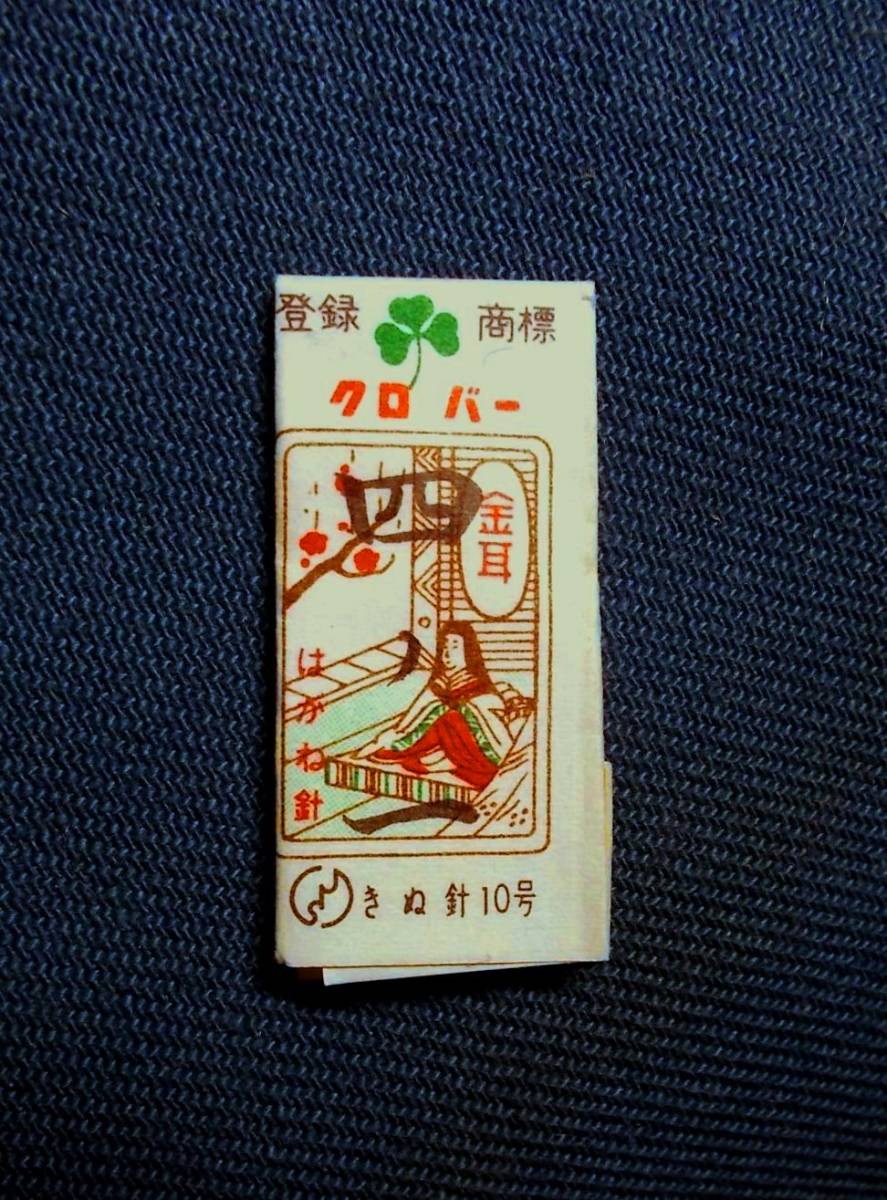 登録 商標
クロバー
金耳
四ノ一
はがね針
きぬ針10号